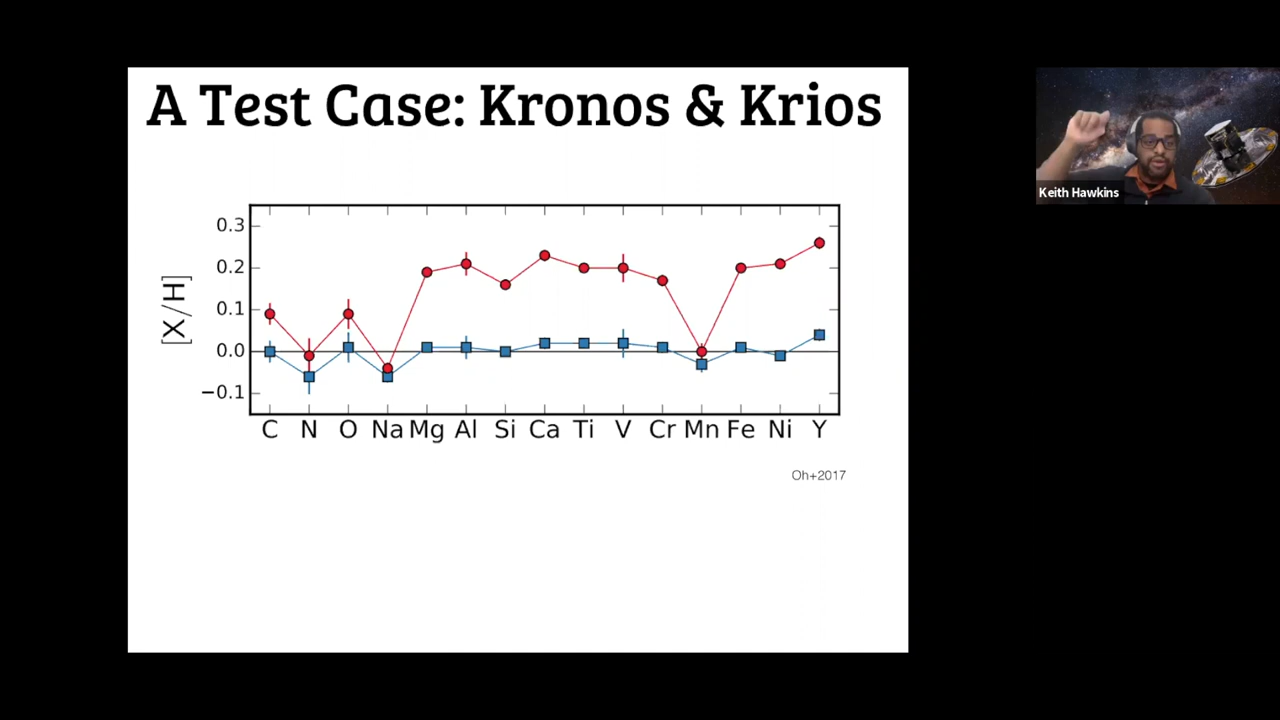 A Test Case: Kronos & Krios
Keith Hawkins
[X/H]
0.3
0.2
0.1
0.0
−0.1
C N O Na Mg Al Si Ca Ti V Cr Mn Fe Ni Y
Oh+2017